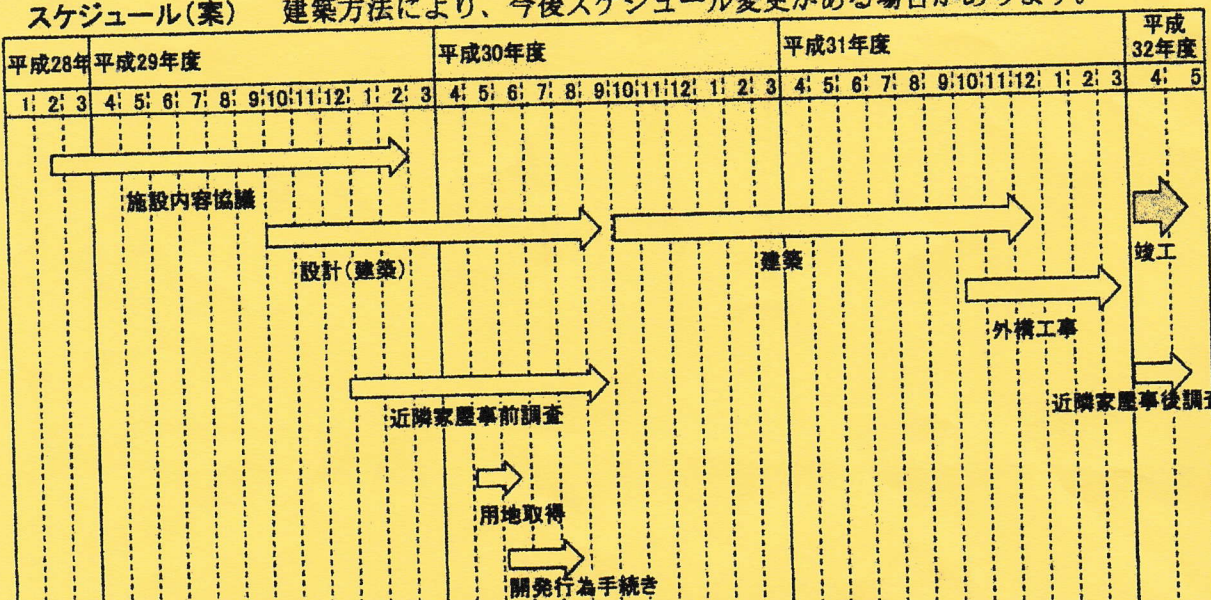 スケジュール(案) 建築方法により、今後スケジュール変更がある場合があります。
平成28年 平成29年度 平成30年度 平成31年度 平成32年度
1 2 3 4 5 6 7 8 9 10 11 12 1 2 3 4 5 6 7 8 9 10 11 12 1 2 3 4 5 6 7 8 9 10 11 12 1 2 3 4 5
施設内容協議
竣工
設計(建築)
建築
外構工事
近隣家屋事前調査
近隣家屋事後調査
用地取得
開発行為手続き